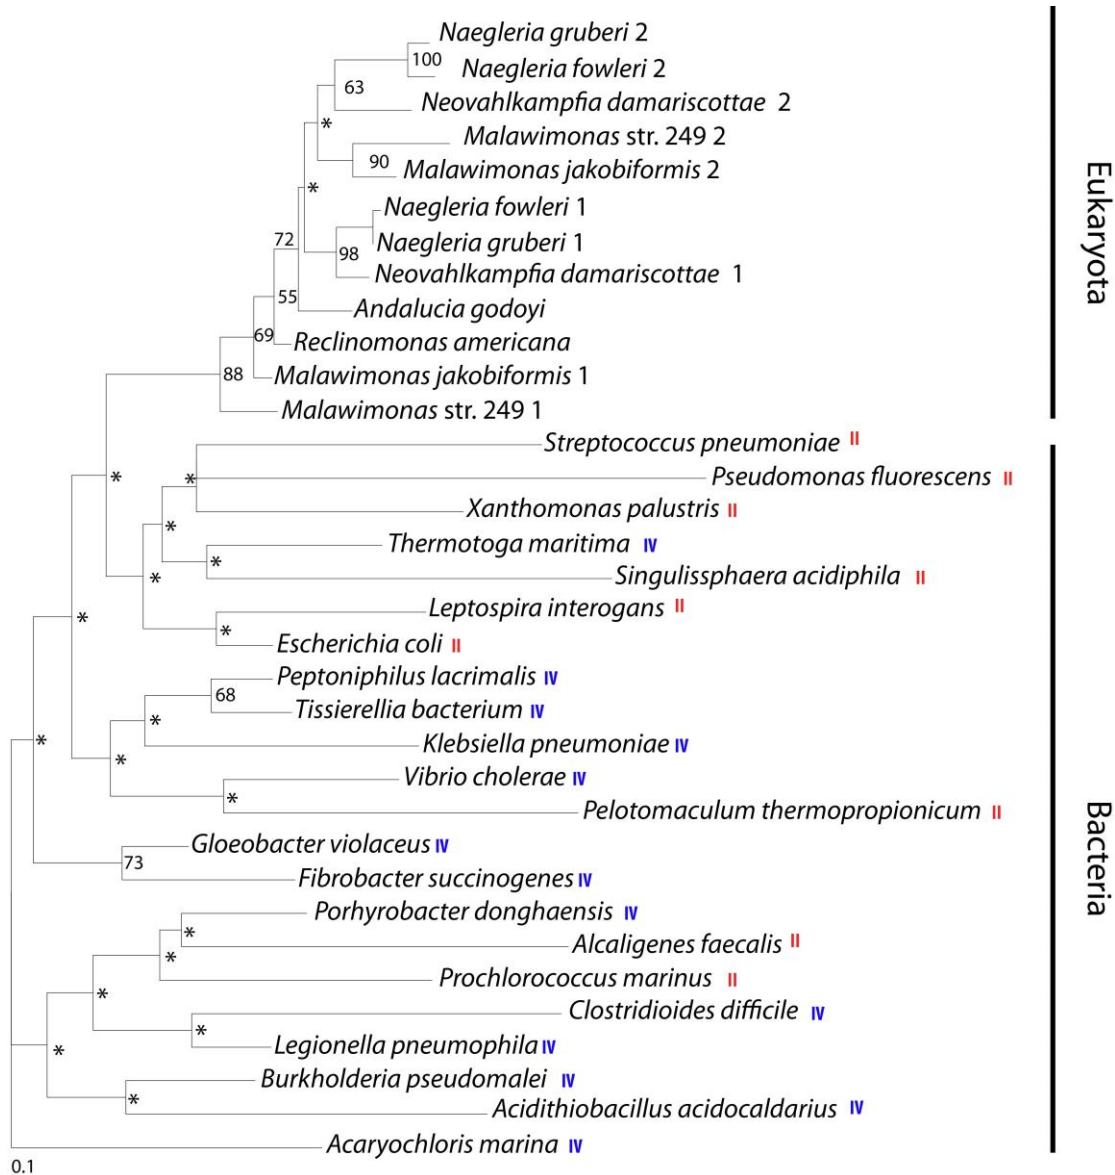 Naegleria gruberi 2
100
Naegleria fowleri 2
63
Neovahlkampfia damariscottae 2
*
Malawimonas str. 249 2
90
Malawimonas jakobiformis 2
*
Naegleria fowleri 1
Naegleria gruberi 1
72
98
Neovahlkampfia damariscottae 1
55
Andalucia godoyi
69
Reclinomonas americana
88
Malawimonas jakobiformis 1
Malawimonas str. 249 1
Eukaryota
Streptococcus pneumoniae II
*
*
Pseudomonas fluorescens II
Xanthomonas palustris II
*
Thermotoga maritima IV
*
*
Singulissphaera acidiphila II
Leptospira interogans II
*
*
Escherichia coli II
Peptoniphilus lacrimalis IV
68
Tissierellia bacterium IV
*
*
Klebsiella pneumoniae IV
*
Vibrio cholerae IV
*
Pelotomaculum thermopropionicum II
Gloeobacter violaceus IV
73
Fibrobacter succinogenes IV
Bacteria
Porhyrobacter donghaensis IV
*
Alcaligenes faecalis II
*
Prochlorococcus marinus II
*
Clostridioides difficile IV
*
Legionella pneumophila IV
*
Burkholderia pseudomalei IV
*
Acidithiobacillus acidocaldarius IV
Acaryochloris marina IV
0.1